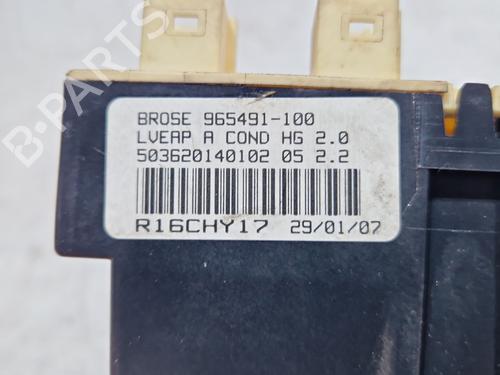 BROSE 965491-100
LVEAP A COND HG 2.0
503620140102 05 2.2
R16CHY17 29/01/07
B-PARTS